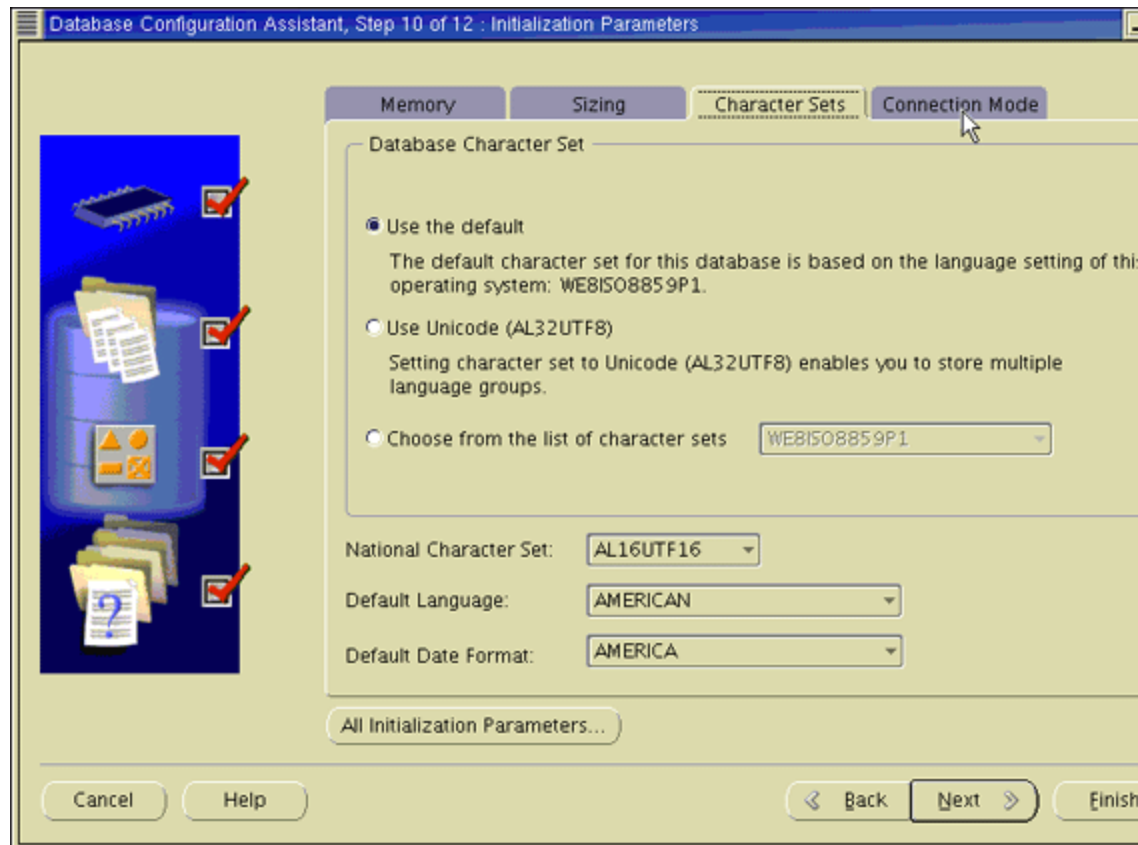 Database Configuration Assistant, Step 10 of 12 : Initialization Parameters
Memory Sizing Character Sets Connection Mode
Database Character Set
Use the default
The default character set for this database is based on the language setting of this
operating system: WE8ISO8859P1.
Use Unicode (AL32UTF8)
Setting character set to Unicode (AL32UTF8) enables you to store multiple
language groups.
Choose from the list of character sets WE8ISO8859P1
National Character Set: AL16UTF16
Default Language: AMERICAN
Default Date Format: AMERICA
All Initialization Parameters...
Cancel Help Back Next Finish
?